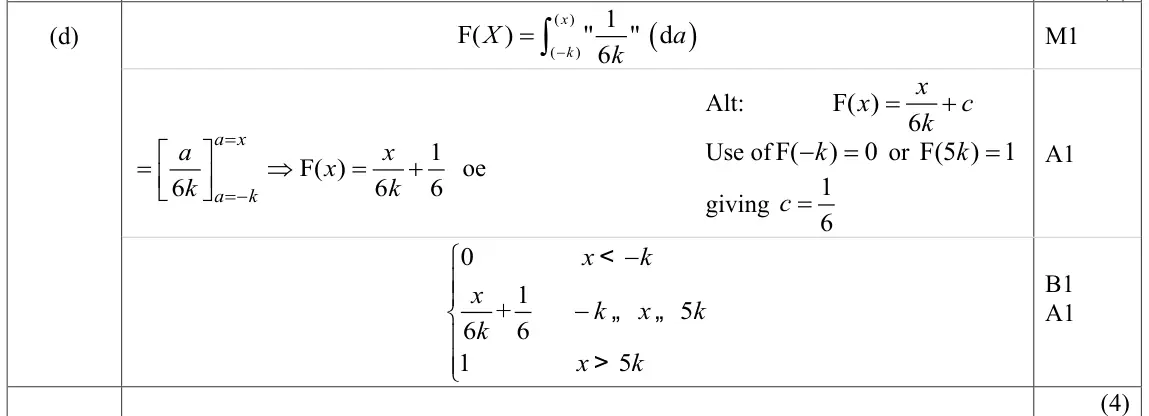 (d)
F(X) = ∫_{(−k)}^{(x)} "1/6k" (da)
M1
= [a/6k]_{a=−k}^{a=x} ⇒ F(x) = x/6k + 1/6 oe
Alt: F(x) = x/6k + c
Use of F(−k) = 0 or F(5k) = 1
giving c = 1/6
A1
{ 0 x < −k
x/6k + 1/6 −k „ x „ 5k
1 x > 5k
B1
A1
(4)